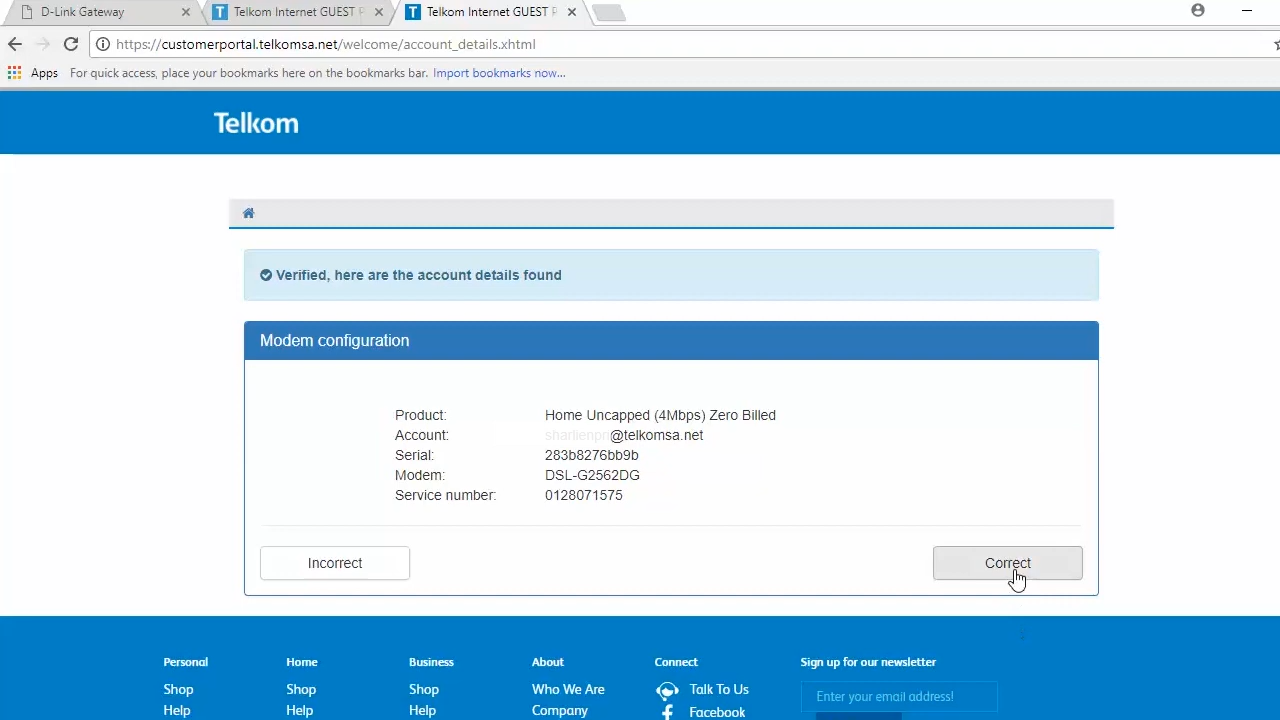 D-Link Gateway
Telkom Internet GUEST P
Telkom Internet GUEST P
https://customerportal.telkomsa.net/welcome/account_details.xhtml
Apps For quick access, place your bookmarks here on the bookmarks bar. Import bookmarks now...
Telkom
Verified, here are the account details found
Modem configuration
Product: Home Uncapped (4Mbps) Zero Billed
Account: @telkomsa.net
Serial: 283b8276bb9b
Modem: DSL-G2562DG
Service number: 0128071575
Incorrect Correct
Personal Home Business About Connect Sign up for our newsletter
Shop Shop Shop Who We Are Talk To Us Enter your email address!
Help Help Help Company Facebook